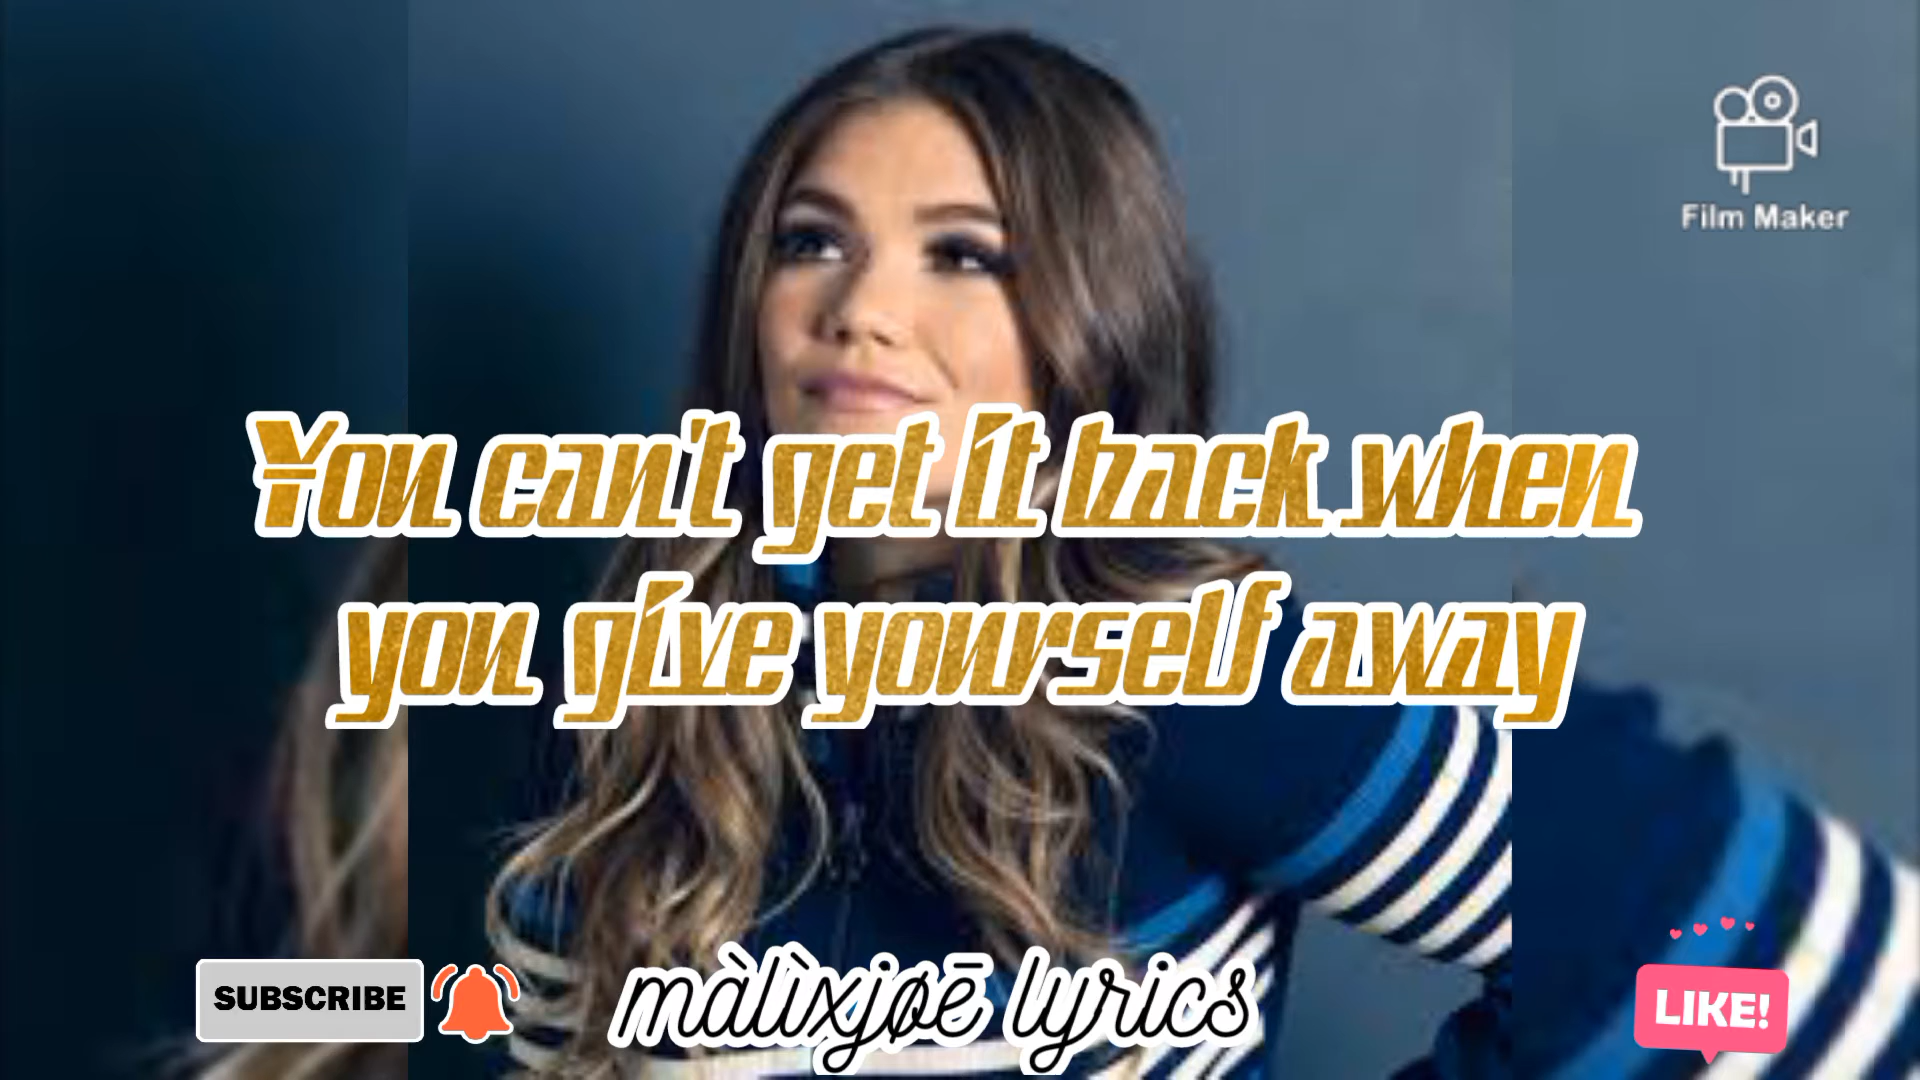 Film Maker
You can't get it back when
you give yourself away
SUBSCRIBE
màlìxjøē lyrics
LIKE!